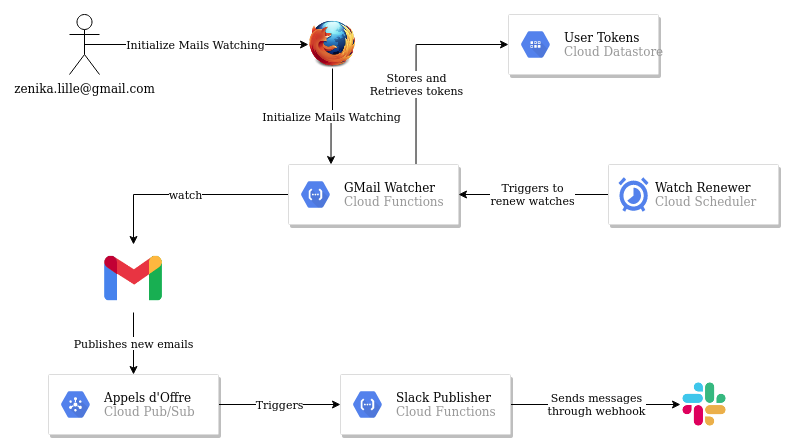 User Tokens
Cloud Datastore
Initialize Mails Watching
zenika.lille@gmail.com
Stores and
Retrieves tokens
Initialize Mails Watching
GMail Watcher
Cloud Functions
Triggers to
renew watches
Watch Renewer
Cloud Scheduler
watch
Publishes new emails
Appels d'Offre
Cloud Pub/Sub
Triggers
Slack Publisher
Cloud Functions
Sends messages
through webhook